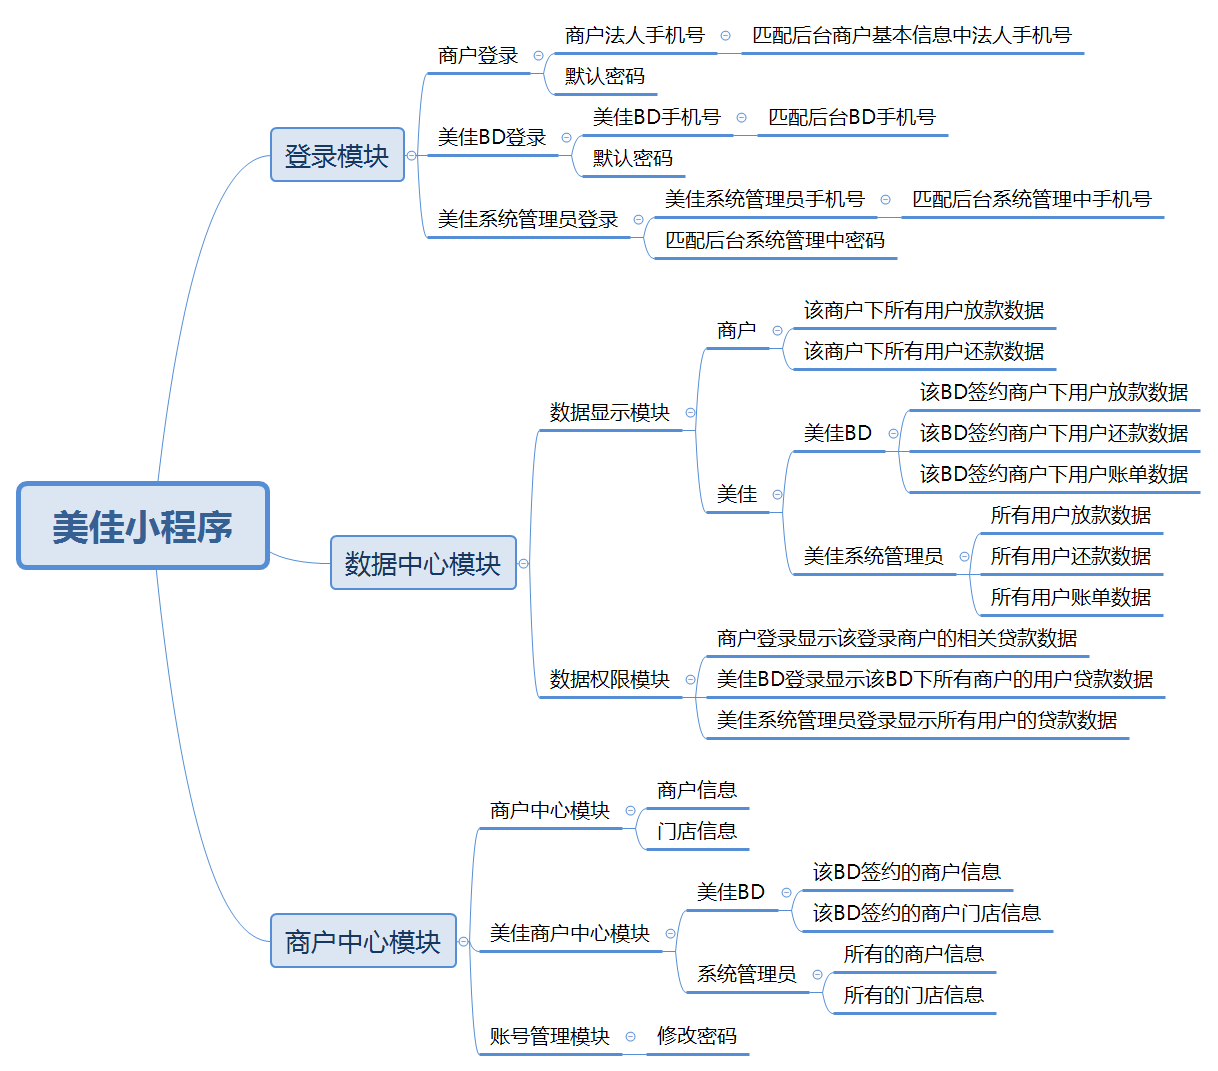 美佳小程序
登录模块
商户登录
商户法人手机号
匹配后台商户基本信息中法人手机号
默认密码
美佳BD登录
美佳BD手机号
匹配后台BD手机号
默认密码
美佳系统管理员登录
美佳系统管理员手机号
匹配后台系统管理中手机号
匹配后台系统管理中密码
数据中心模块
数据显示模块
商户
该商户下所有用户放款数据
该商户下所有用户还款数据
美佳
美佳BD
该BD签约商户下用户放款数据
该BD签约商户下用户还款数据
该BD签约商户下用户账单数据
美佳系统管理员
所有用户放款数据
所有用户还款数据
所有用户账单数据
数据权限模块
商户登录显示该登录商户的相关贷款数据
美佳BD登录显示该BD下所有商户的用户贷款数据
美佳系统管理员登录显示所有用户的贷款数据
商户中心模块
商户中心模块
商户信息
门店信息
美佳商户中心模块
美佳BD
该BD签约的商户信息
该BD签约的商户门店信息
系统管理员
所有的商户信息
所有的门店信息
账号管理模块
修改密码